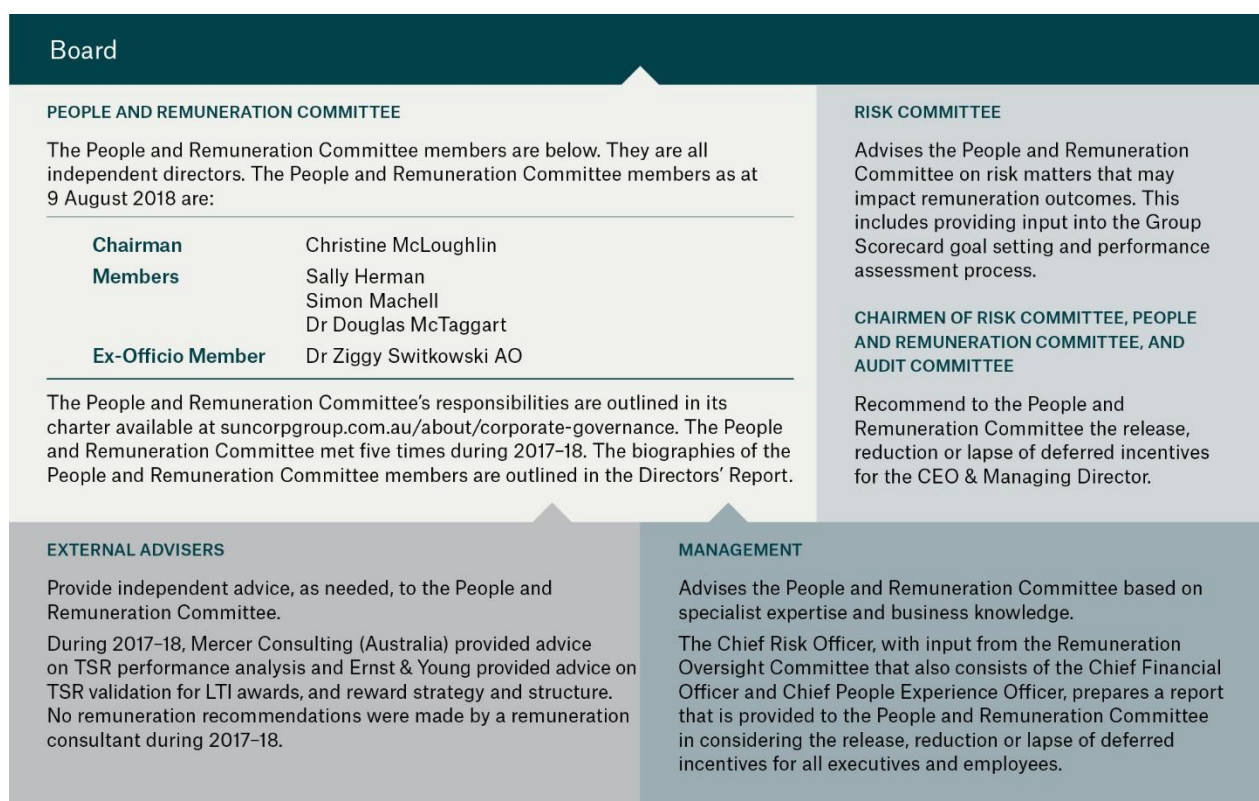 Board
PEOPLE AND REMUNERATION COMMITTEE
The People and Remuneration Committee members are below. They are all
independent directors. The People and Remuneration Committee members as at
9 August 2018 are:
Chairman Christine McLoughlin
Members Sally Herman
Simon Machell
Dr Douglas McTaggart
Ex-Officio Member Dr Ziggy Switkowski AO
The People and Remuneration Committee’s responsibilities are outlined in its
charter available at suncorpgroup.com.au/about/corporate-governance. The People
and Remuneration Committee met five times during 2017–18. The biographies of the
People and Remuneration Committee members are outlined in the Directors’ Report.
RISK COMMITTEE
Advises the People and Remuneration
Committee on risk matters that may
impact remuneration outcomes. This
includes providing input into the Group
Scorecard goal setting and performance
assessment process.
CHAIRMEN OF RISK COMMITTEE, PEOPLE
AND REMUNERATION COMMITTEE, AND
AUDIT COMMITTEE
Recommend to the People and
Remuneration Committee the release,
reduction or lapse of deferred incentives
for the CEO & Managing Director.
EXTERNAL ADVISERS
Provide independent advice, as needed, to the People and
Remuneration Committee.
During 2017–18, Mercer Consulting (Australia) provided advice
on TSR performance analysis and Ernst & Young provided advice on
TSR validation for LTI awards, and reward strategy and structure.
No remuneration recommendations were made by a remuneration
consultant during 2017–18.
MANAGEMENT
Advises the People and Remuneration Committee based on
specialist expertise and business knowledge.
The Chief Risk Officer, with input from the Remuneration
Oversight Committee that also consists of the Chief Financial
Officer and Chief People Experience Officer, prepares a report
that is provided to the People and Remuneration Committee
in considering the release, reduction or lapse of deferred
incentives for all executives and employees.